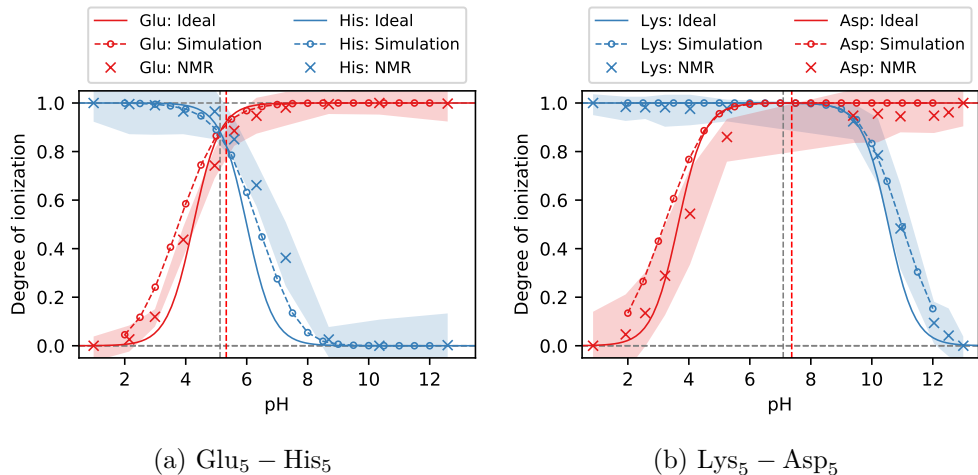 Glu: Ideal
Glu: Simulation
Glu: NMR
His: Ideal
His: Simulation
His: NMR
Degree of ionization
1.0
0.8
0.6
0.4
0.2
0.0
2 4 6 8 10 12
pH
(a) Glu₅ − His₅
Lys: Ideal
Lys: Simulation
Lys: NMR
Asp: Ideal
Asp: Simulation
Asp: NMR
Degree of ionization
1.0
0.8
0.6
0.4
0.2
0.0
2 4 6 8 10 12
pH
(b) Lys₅ − Asp₅